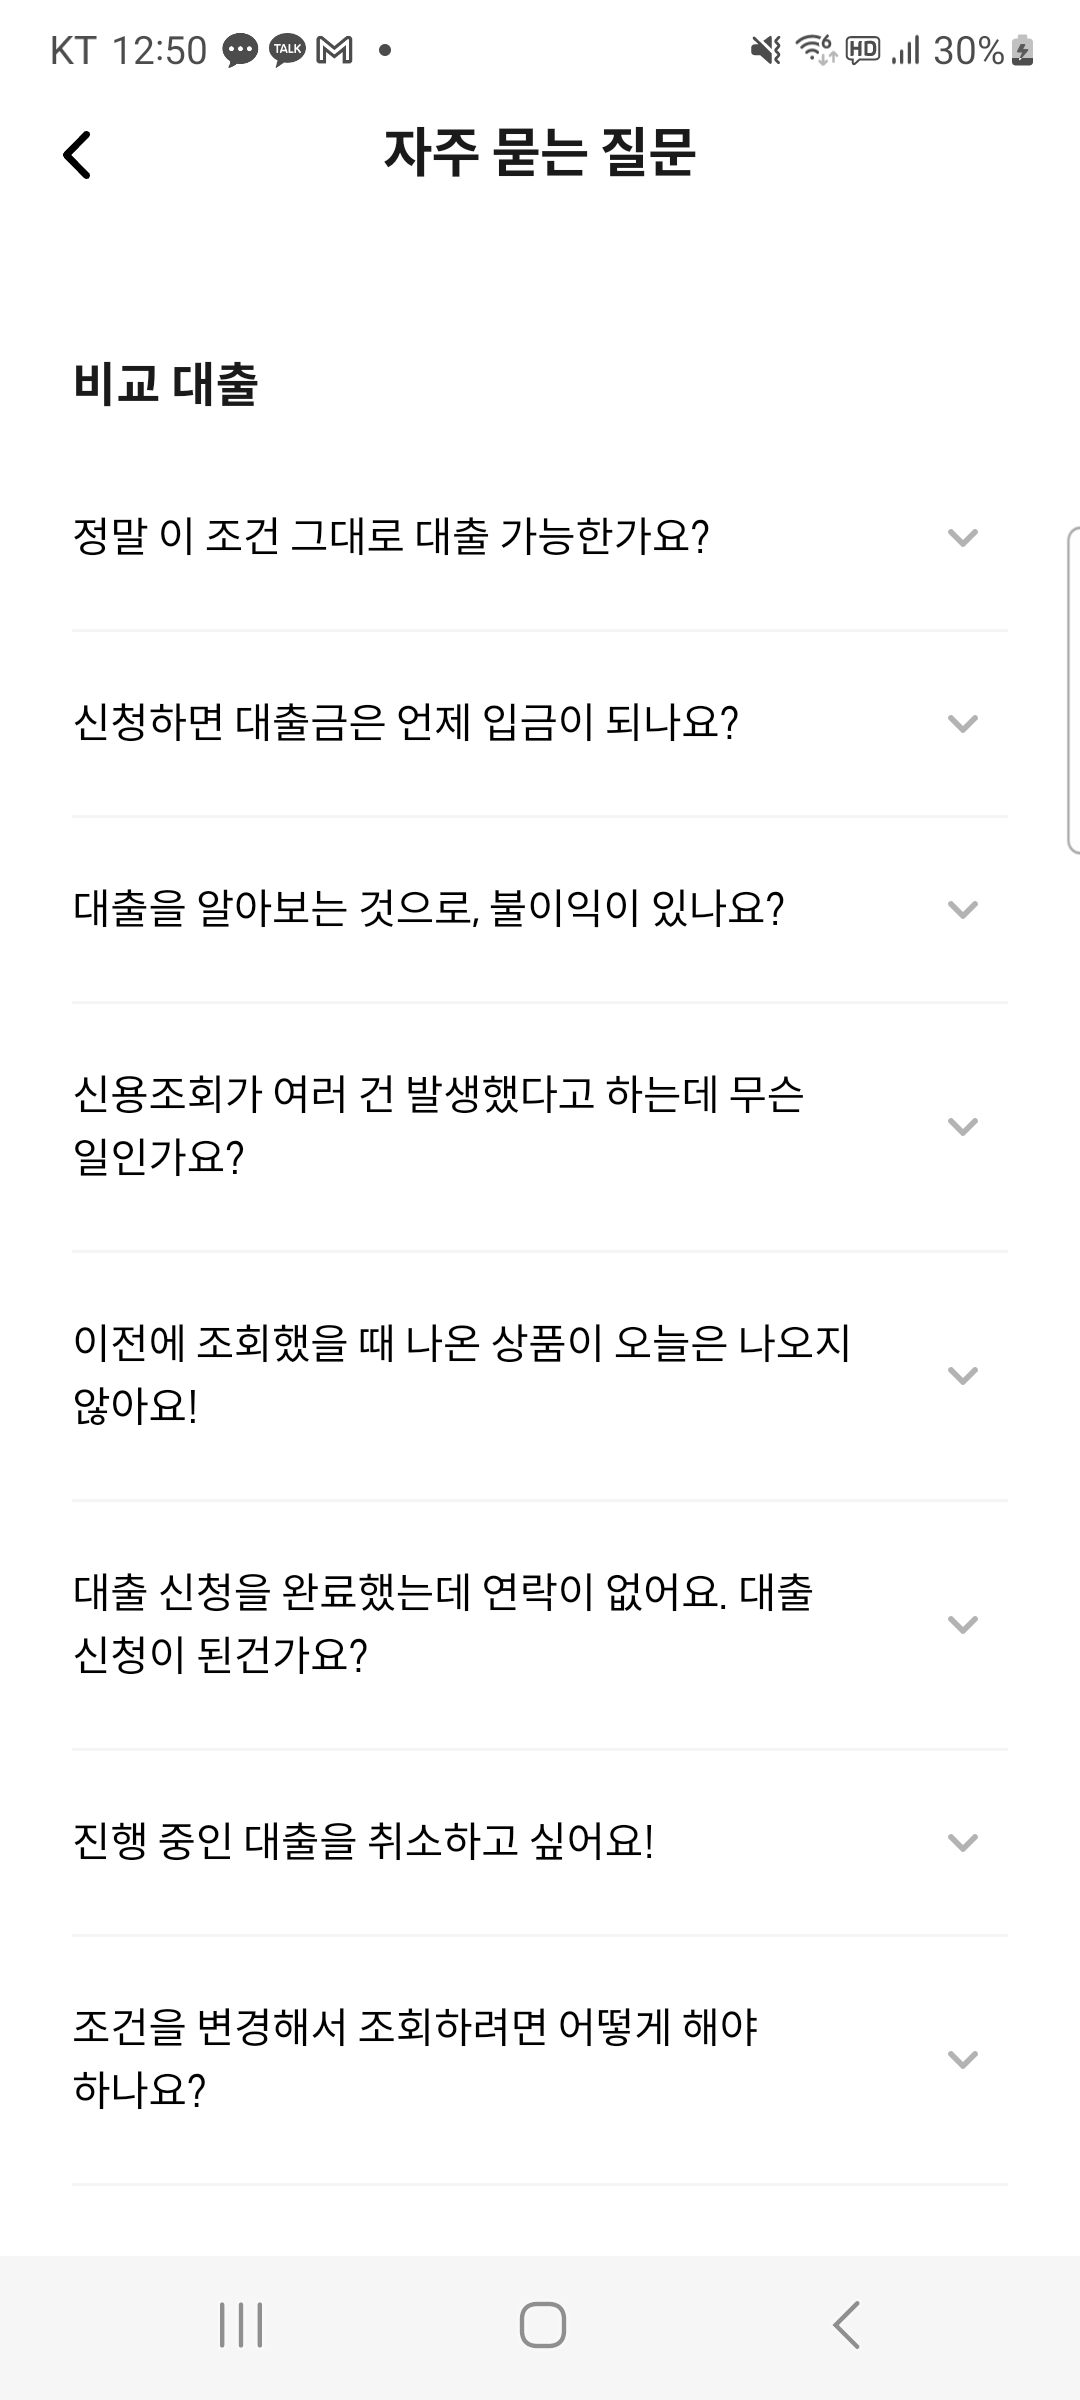 KT 12:50 TALK HD 30%
자주 묻는 질문
비교 대출
정말 이 조건 그대로 대출 가능한가요?
신청하면 대출금은 언제 입금이 되나요?
대출을 알아보는 것으로, 불이익이 있나요?
신용조회가 여러 건 발생했다고 하는데 무슨
일인가요?
이전에 조회했을 때 나온 상품이 오늘은 나오지
않아요!
대출 신청을 완료했는데 연락이 없어요. 대출
신청이 된건가요?
진행 중인 대출을 취소하고 싶어요!
조건을 변경해서 조회하려면 어떻게 해야
하나요?